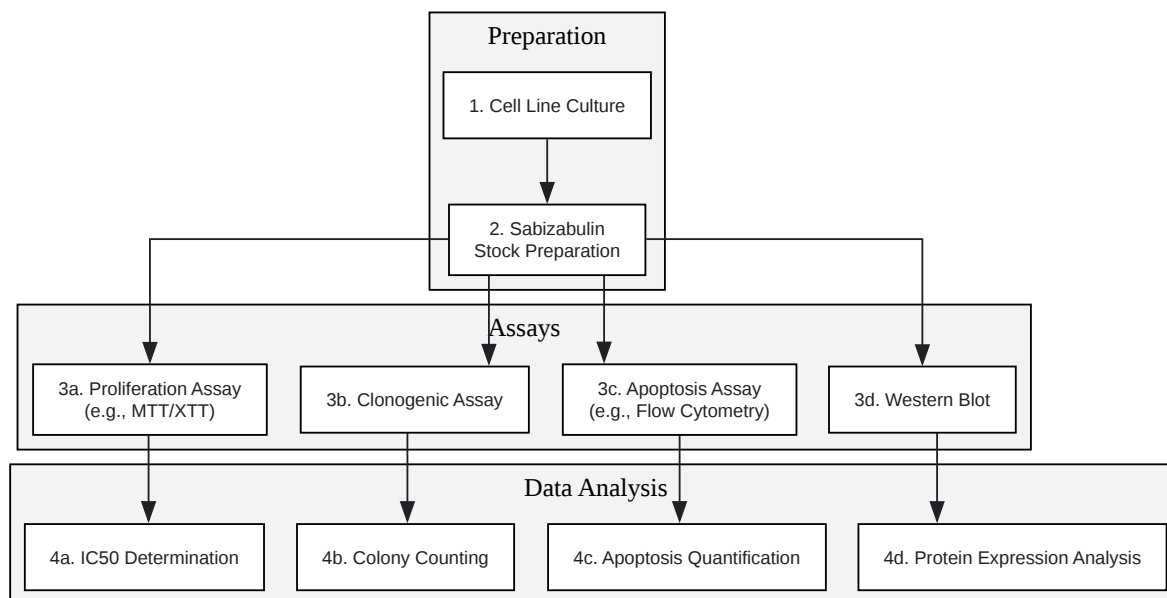 Preparation
1. Cell Line Culture
2. Sabizabulin
Stock Preparation
Assays
3a. Proliferation Assay
(e.g., MTT/XTT)
3b. Clonogenic Assay
3c. Apoptosis Assay
(e.g., Flow Cytometry)
3d. Western Blot
Data Analysis
4a. IC50 Determination
4b. Colony Counting
4c. Apoptosis Quantification
4d. Protein Expression Analysis